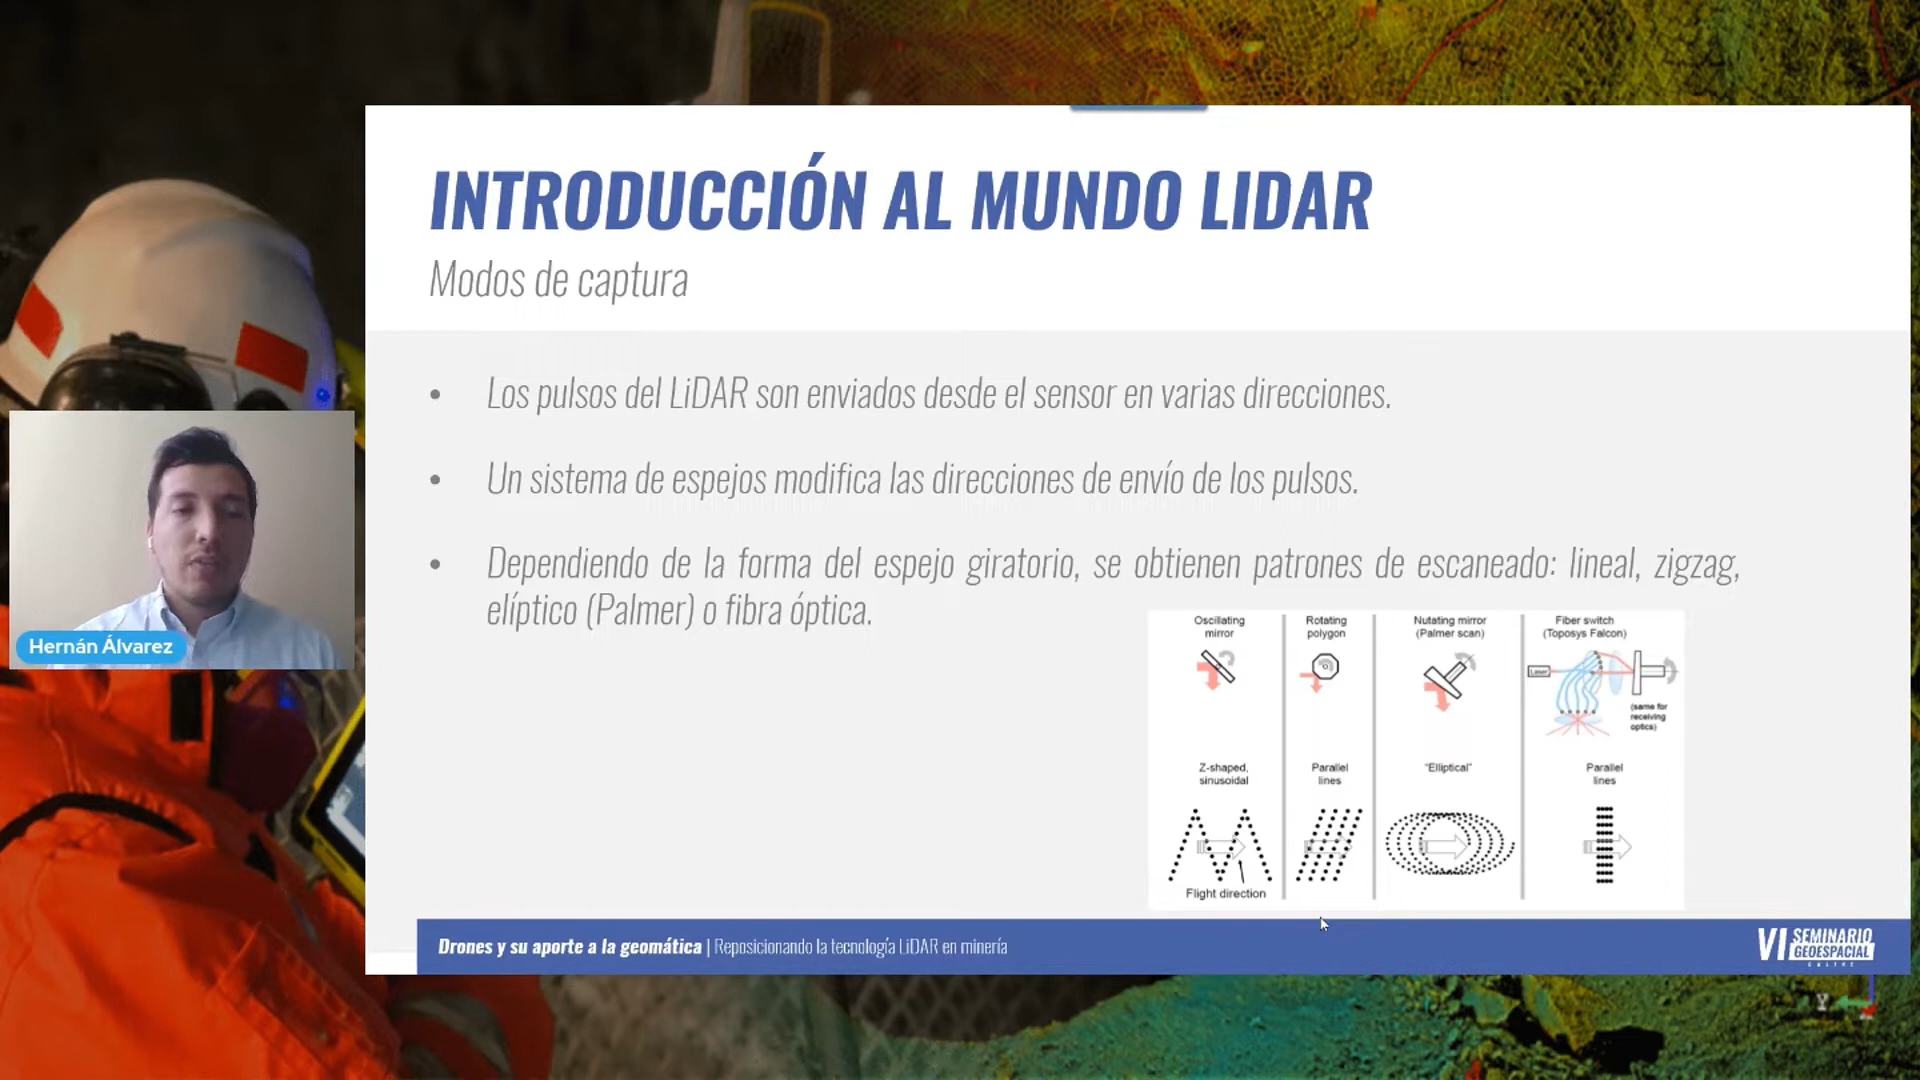 INTRODUCCIÓN AL MUNDO LIDAR
Modos de captura
• Los pulsos del LiDAR son enviados desde el sensor en varias direcciones.
• Un sistema de espejos modifica las direcciones de envío de los pulsos.
• Dependiendo de la forma del espejo giratorio, se obtienen patrones de escaneado: lineal, zigzag,
elíptico (Palmer) o fibra óptica.
Oscillating
mirror
Rotating
polygon
Nutating mirror
(Palmer scan)
Fiber switch
(Toposys Falcon)
Laser
(same for
receiving
optics)
Z-shaped,
sinusoidal
Parallel
lines
"Elliptical"
Parallel
lines
Flight direction
Hernán Álvarez
Drones y su aporte a la geomática | Reposicionando la tecnología LiDAR en minería
VI SEMINARIO
GEOESPACIAL
Y